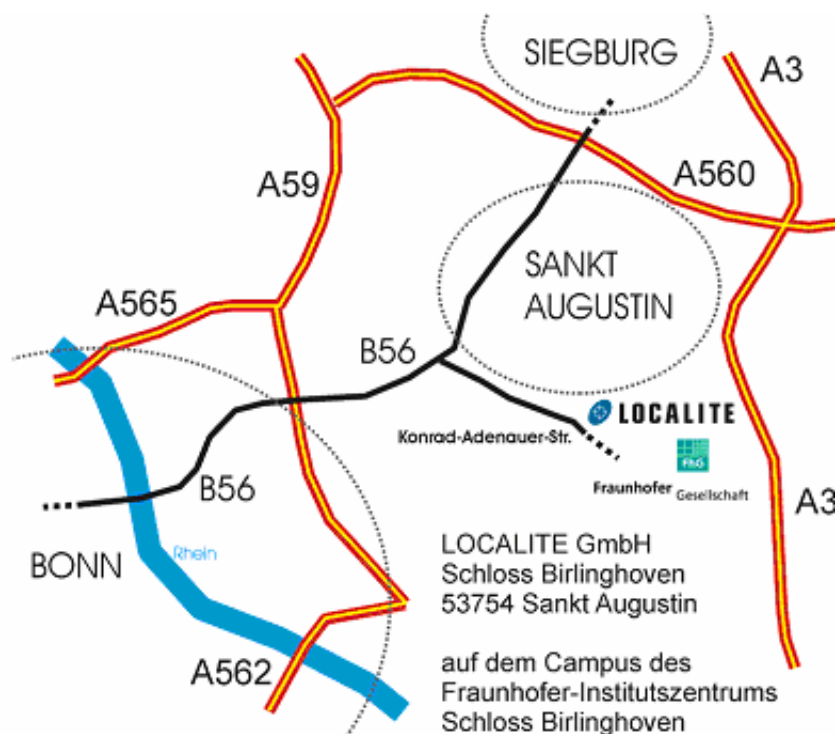 SIEGBURG
A3
A560
A59
SANKT
AUGUSTIN
A565
B56
LOCALITE
Konrad-Adenauer-Str.
FhG
B56
Fraunhofer Gesellschaft
A3
Rhein
BONN
LOCALITE GmbH
Schloss Birlinghoven
53754 Sankt Augustin
A562
auf dem Campus des
Fraunhofer-Institutszentrums
Schloss Birlinghoven